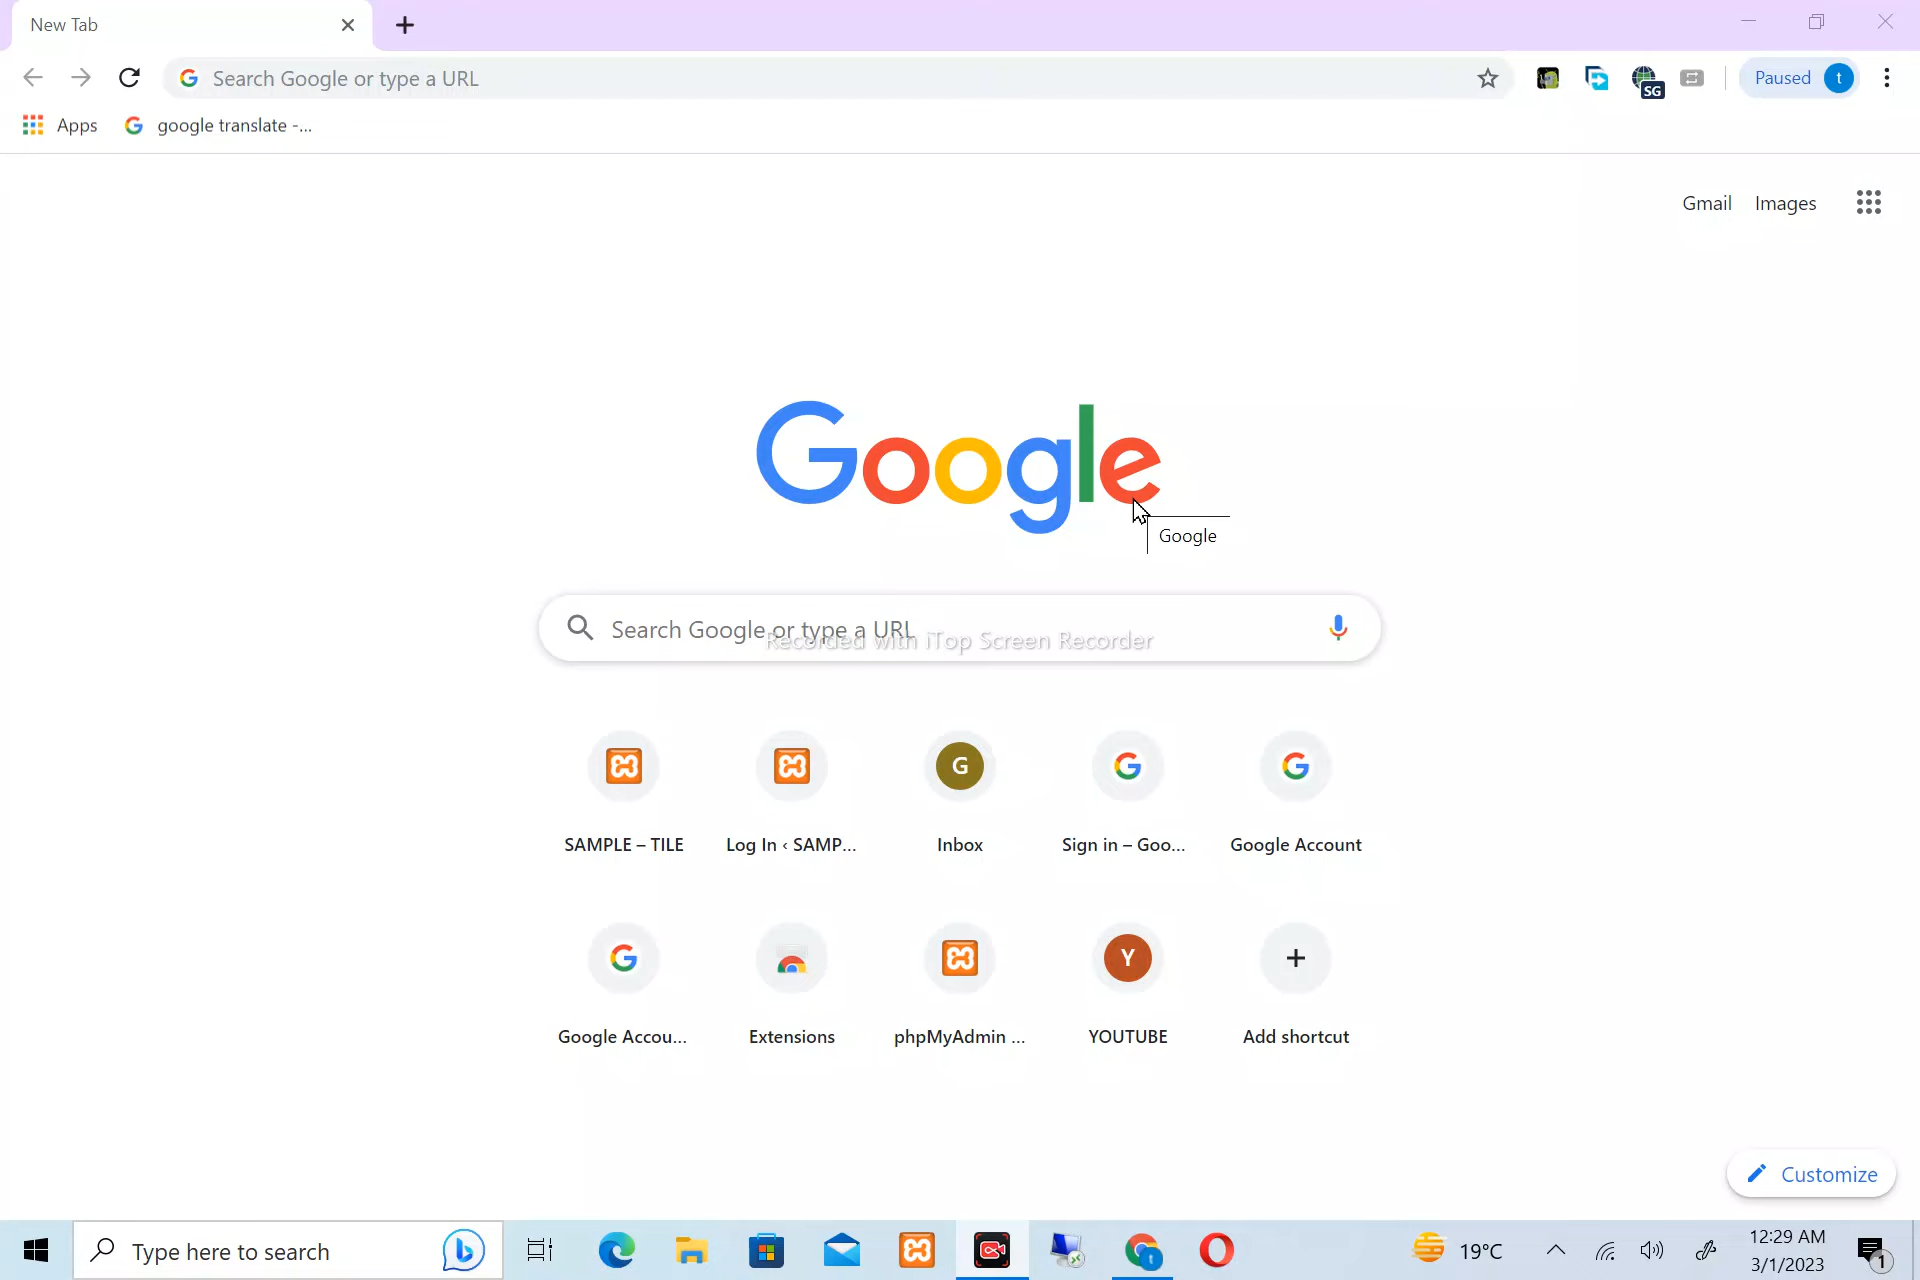 New Tab
Search Google or type a URL
SG
Paused t
Apps google translate -...
Gmail Images
Google
Google
Search Google or type a URL
Recorded with iTop Screen Recorder
G
SAMPLE – TILE Log In ‹ SAMP... Inbox Sign in – Goo... Google Account
Y
Google Accou... Extensions phpMyAdmin ... YOUTUBE Add shortcut
Customize
Type here to search
19°C
12:29 AM
3/1/2023
1